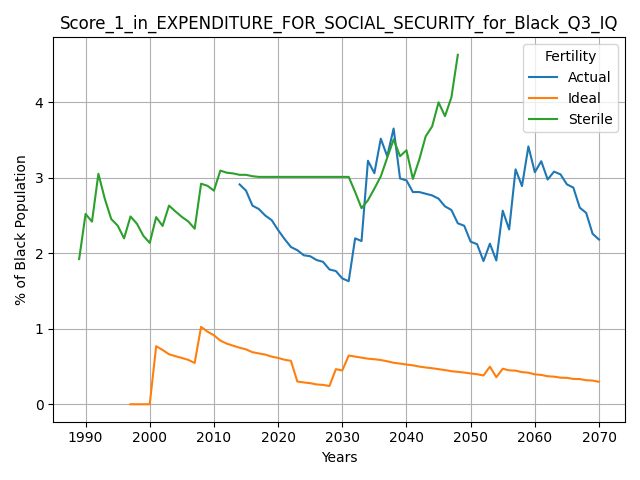 Score_1_in_EXPENDITURE_FOR_SOCIAL_SECURITY_for_Black_Q3_IQ
Fertility
Actual
Ideal
Sterile
% of Black Population
4
3
2
1
0
1990 2000 2010 2020 2030 2040 2050 2060 2070
Years